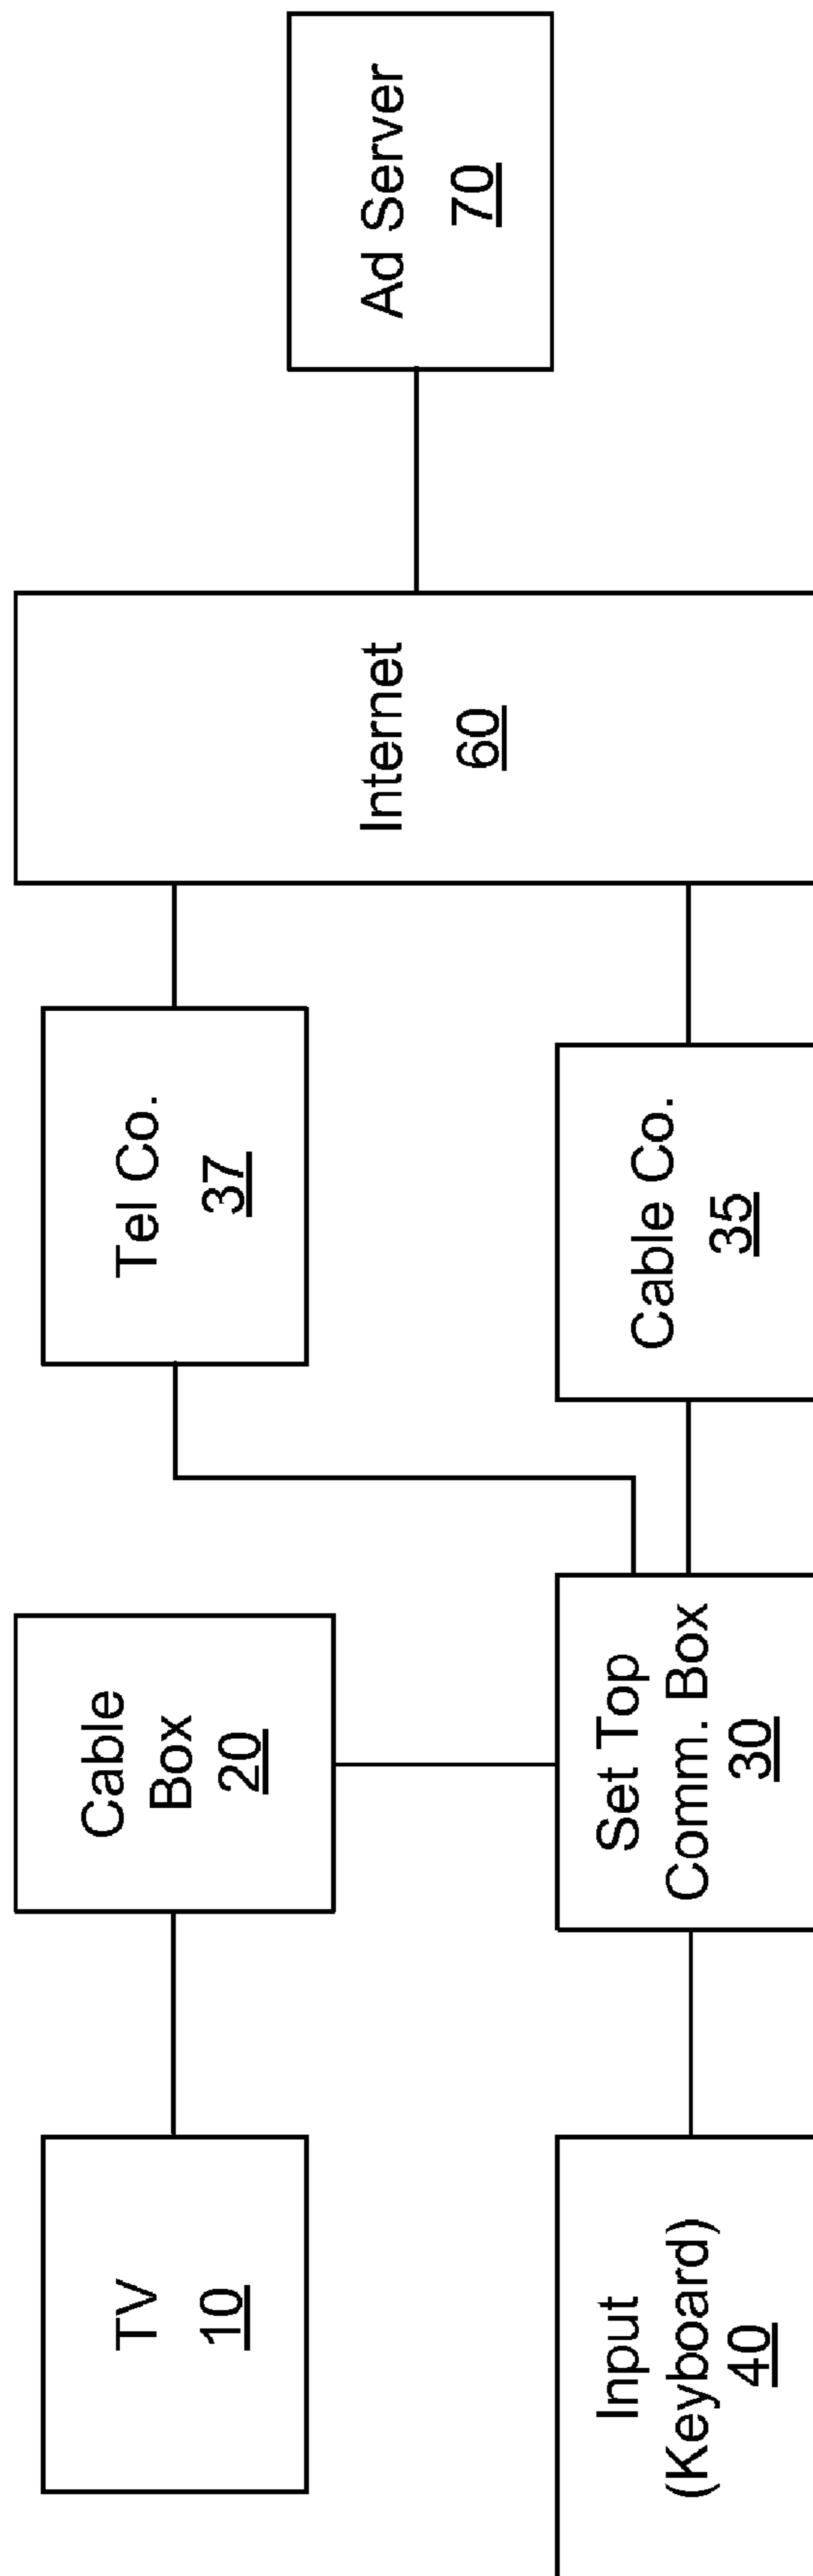 TV
10
Cable
Box
20
Tel Co.
37
Internet
60
Ad Server
70
Input
(Keyboard)
40
Set Top
Comm. Box
30
Cable Co.
35